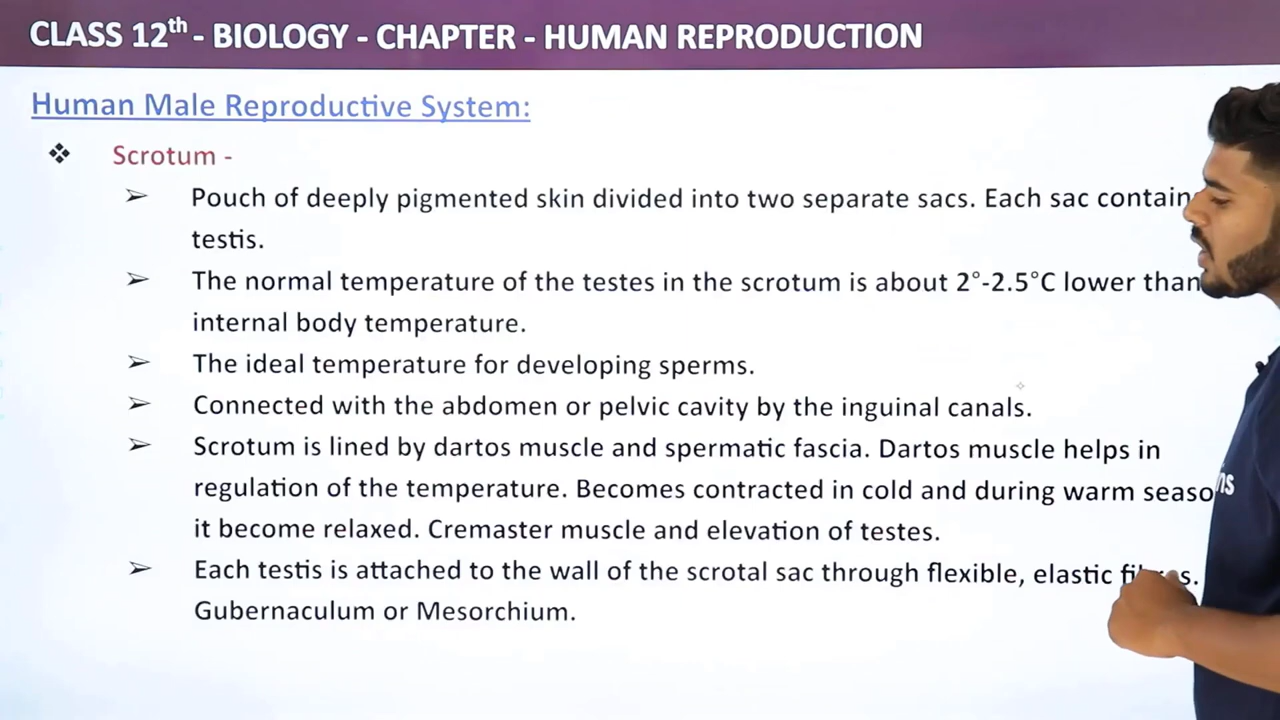 CLASS 12th - BIOLOGY - CHAPTER - HUMAN REPRODUCTION
Human Male Reproductive System:
❖ Scrotum -
➢ Pouch of deeply pigmented skin divided into two separate sacs. Each sac contain
testis.
➢ The normal temperature of the testes in the scrotum is about 2°-2.5°C lower than
internal body temperature.
➢ The ideal temperature for developing sperms.
➢ Connected with the abdomen or pelvic cavity by the inguinal canals.
➢ Scrotum is lined by dartos muscle and spermatic fascia. Dartos muscle helps in
regulation of the temperature. Becomes contracted in cold and during warm seaso
it become relaxed. Cremaster muscle and elevation of testes.
➢ Each testis is attached to the wall of the scrotal sac through flexible, elastic
Gubernaculum or Mesorchium.